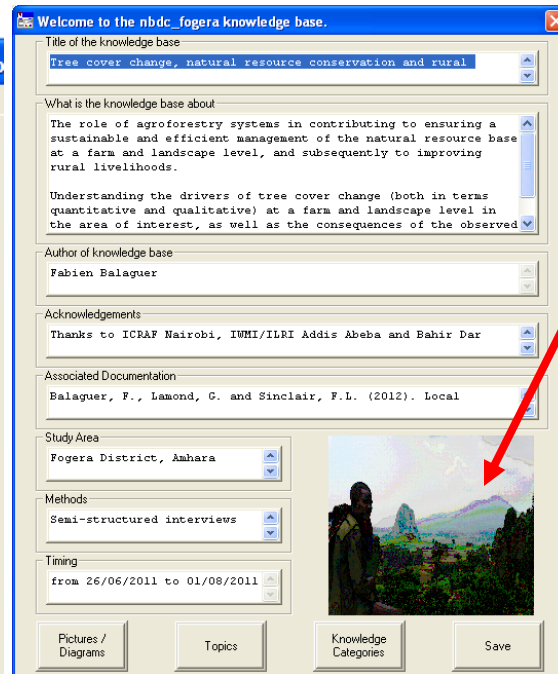 Welcome to the nbdc_fogera knowledge base.
Title of the knowledge base
Tree cover change, natural resource conservation and rural
What is the knowledge base about
The role of agroforestry systems in contributing to ensuring a
sustainable and efficient management of the natural resource base
at a farm and landscape level, and subsequently to improving
rural livelihoods.
Understanding the drivers of tree cover change (both in terms
quantitative and qualitative) at a farm and landscape level in
the area of interest, as well as the consequences of the observed
Author of knowledge base
Fabien Balaguer
Acknowledgements
Thanks to ICRAF Nairobi, IWMI/ILRI Addis Abeba and Bahir Dar
Associated Documentation
Balaguer, F., Lamond, G. and Sinclair, F.L. (2012). Local
Study Area
Fogera District, Amhara
Methods
Semi-structured interviews
Timing
from 26/06/2011 to 01/08/2011
Pictures /
Diagrams
Topics
Knowledge
Categories
Save